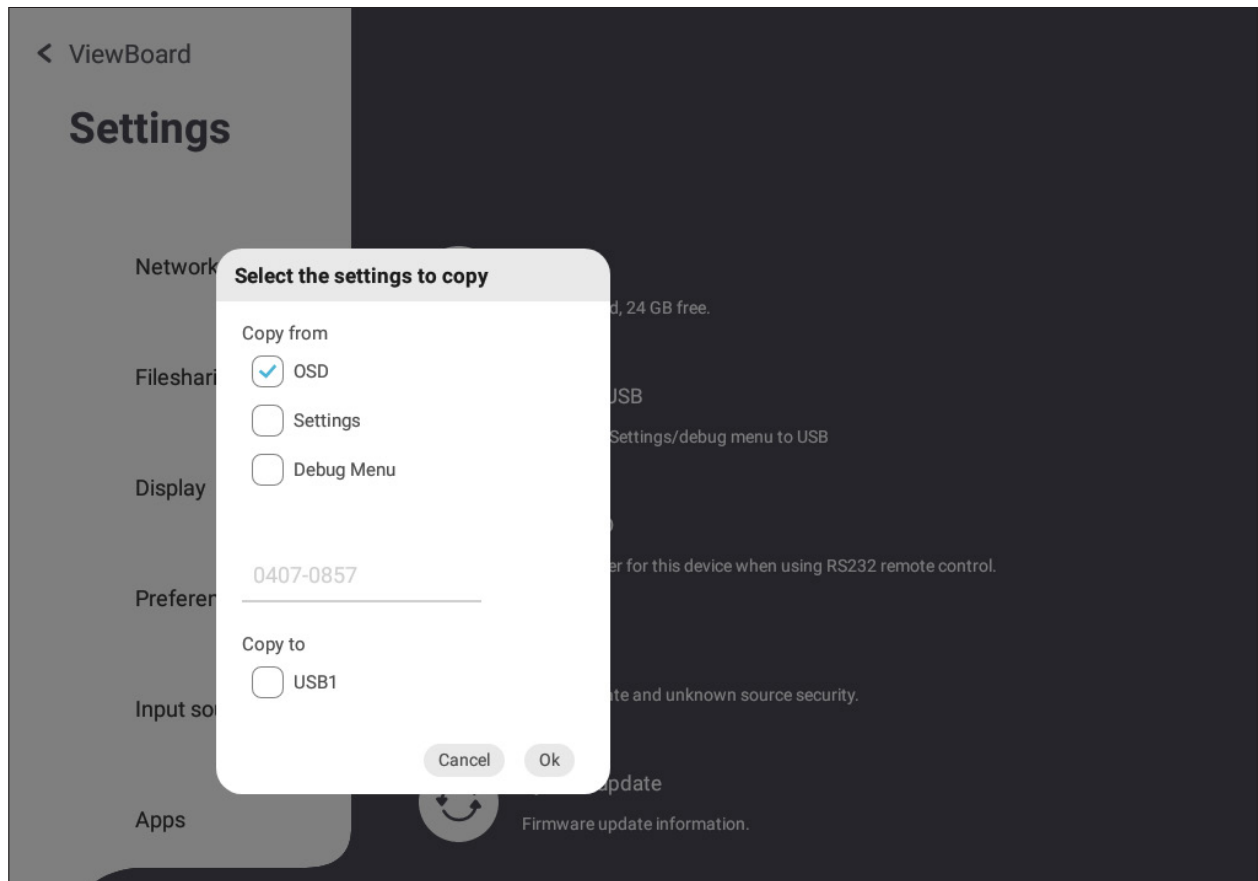 ViewBoard
Settings
Network
Select the settings to copy
d, 24 GB free.
Copy from
OSD
Fileshari
USB
Settings
Settings/debug menu to USB
Debug Menu
Display
er for this device when using RS232 remote control.
0407-0857
Preferen
Copy to
USB1
te and unknown source security.
Input sou
Cancel
Ok
update
Apps
Firmware update information.